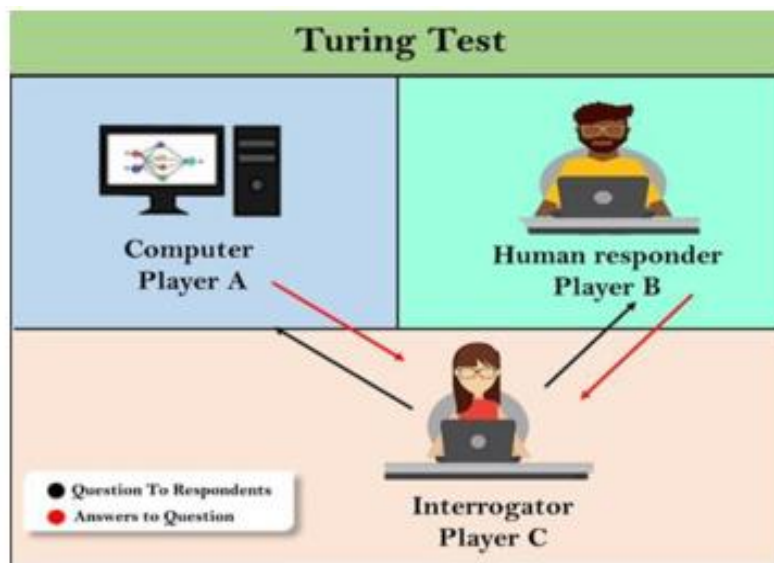 Turing Test
Computer
Player A
Human responder
Player B
Question To Respondents
Answers to Question
Interrogator
Player C